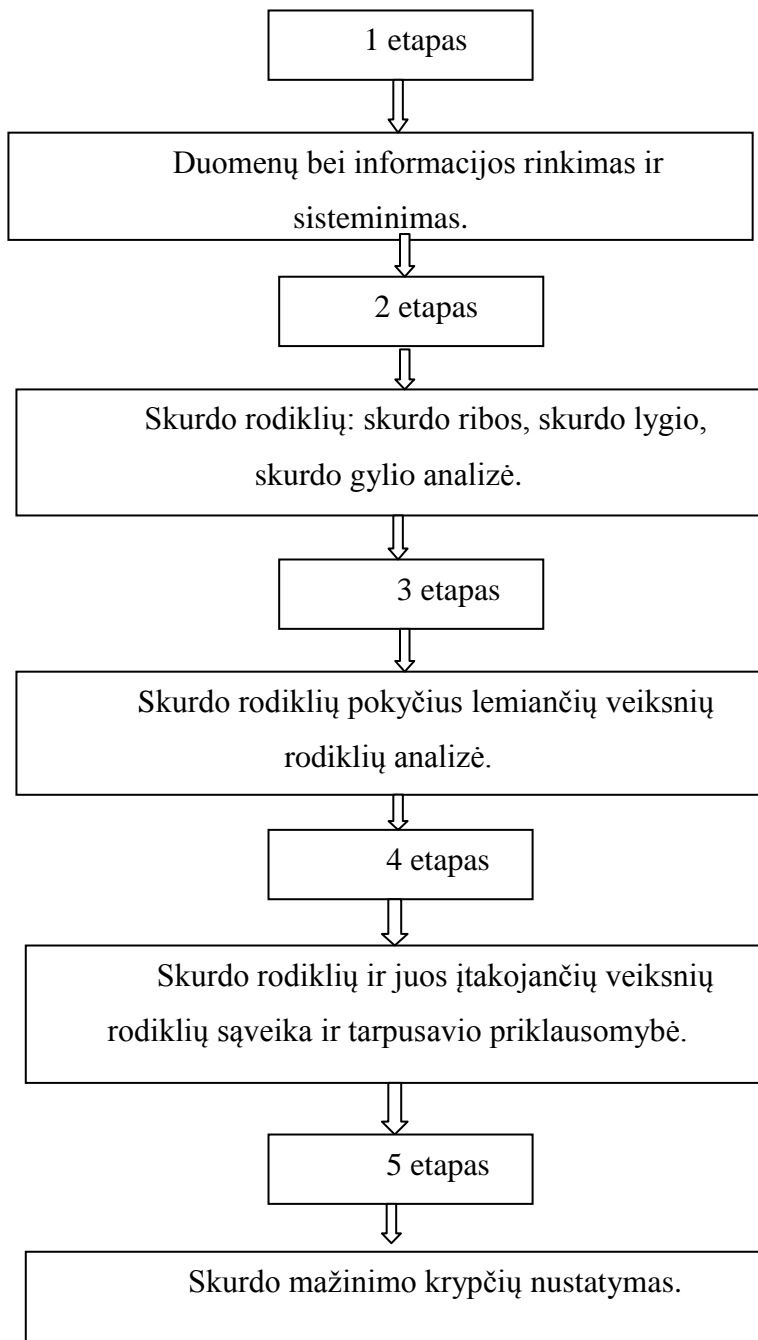 1 etapas
Duomenų bei informacijos rinkimas ir
sisteminimas.
2 etapas
Skurdo rodiklių: skurdo ribos, skurdo lygio,
skurdo gylio analizė.
3 etapas
Skurdo rodiklių pokyčius lemiančių veiksnių
rodiklių analizė.
4 etapas
Skurdo rodiklių ir juos įtakojančių veiksnių
rodiklių sąveika ir tarpusavio priklausomybė.
5 etapas
Skurdo mažinimo krypčių nustatymas.